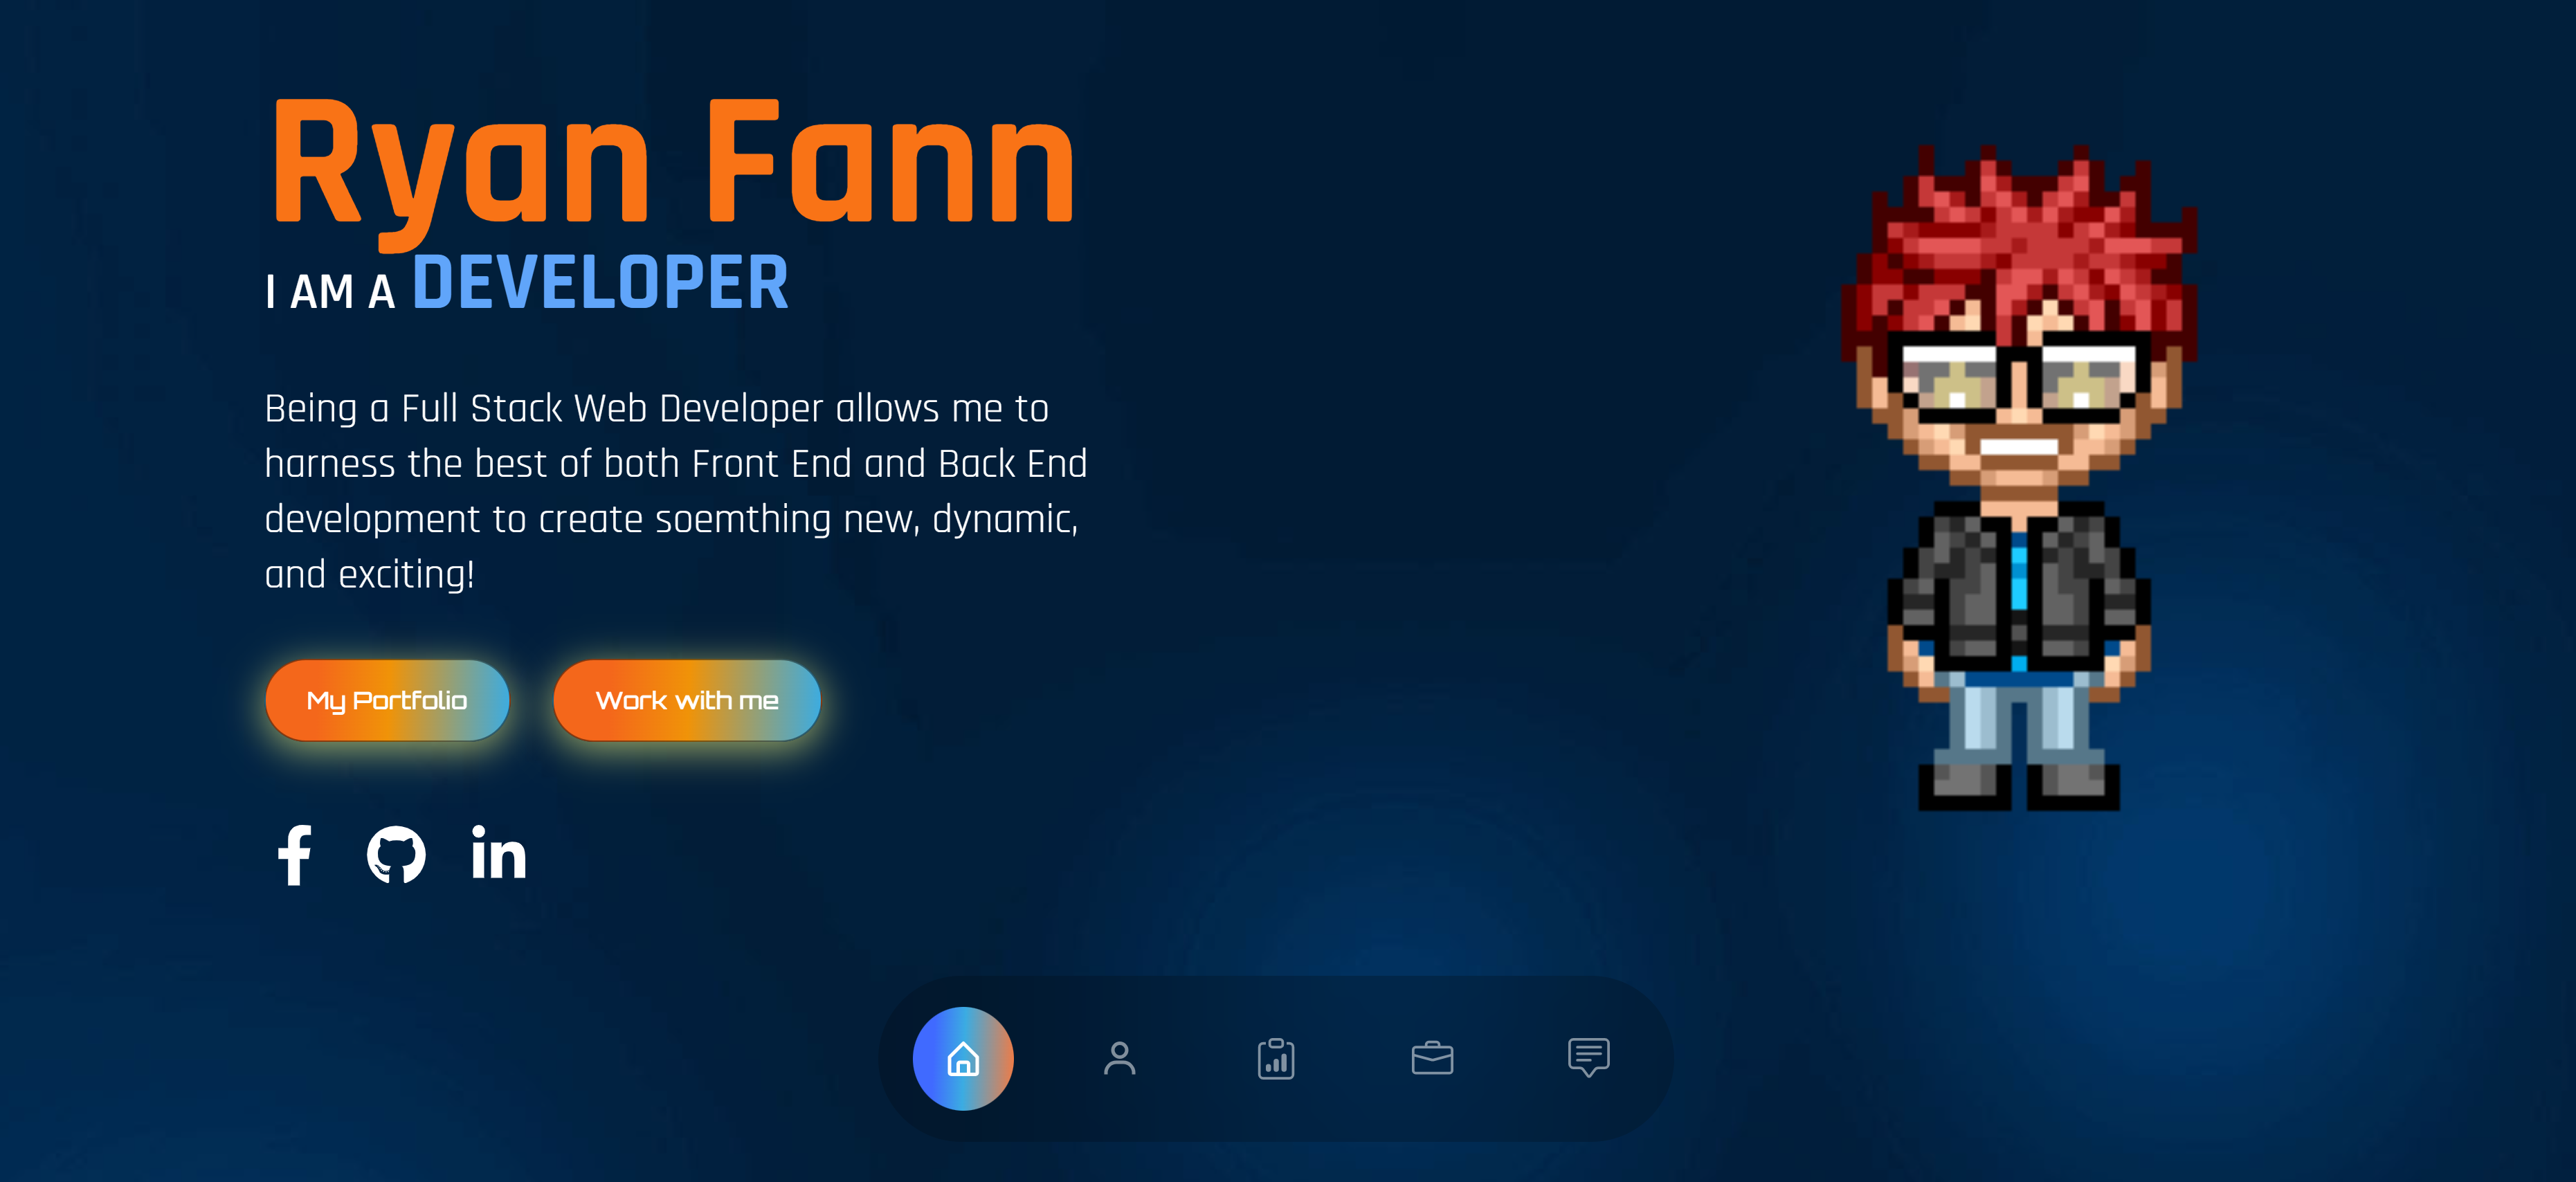 Ryan Fann
I AM A DEVELOPER
Being a Full Stack Web Developer allows me to
harness the best of both Front End and Back End
development to create soemthing new, dynamic,
and exciting!
My Portfolio Work with me